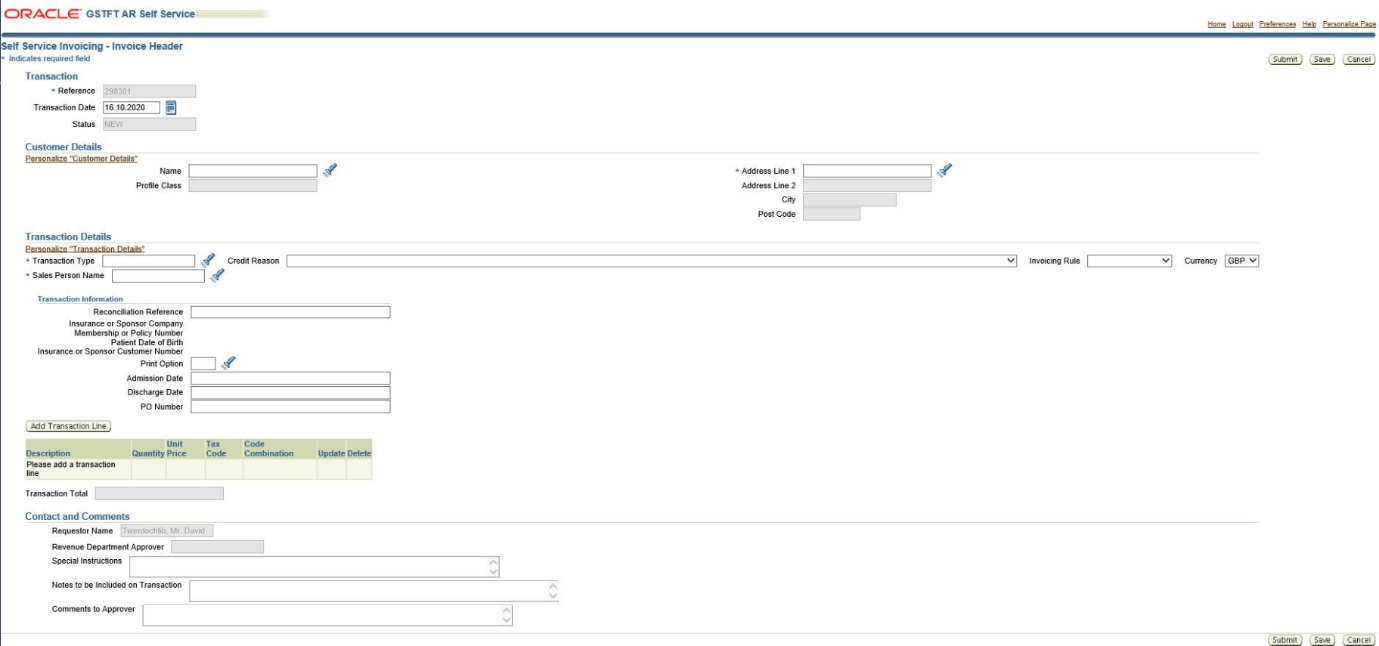 ORACLE GSTFT AR Self Service
Home Logout Preferences Help Personalize Page
Self Service Invoicing - Invoice Header
* Indicates required field
Submit Save Cancel
Transaction
* Reference 298381
Transaction Date 16.10.2020
Status NEW
Customer Details
Personalize "Customer Details"
Name
* Address Line 1
Profile Class
Address Line 2
City
Post Code
Transaction Details
Personalize "Transaction Details"
* Transaction Type Credit Reason Invoicing Rule Currency GBP
* Sales Person Name
Transaction Information
Reconciliation Reference
Insurance or Sponsor Company
Membership or Policy Number
Patient Date of Birth
Insurance or Sponsor Customer Number
Print Option
Admission Date
Discharge Date
PO Number
Add Transaction Line
Description Quantity Unit Price Tax Code Code Combination Update Delete
Please add a transaction
line
Transaction Total
Contact and Comments
Requestor Name Twerdochlib, Mr. David
Revenue Department Approver
Special Instructions
Notes to be Included on Transaction
Comments to Approver
Submit Save Cancel